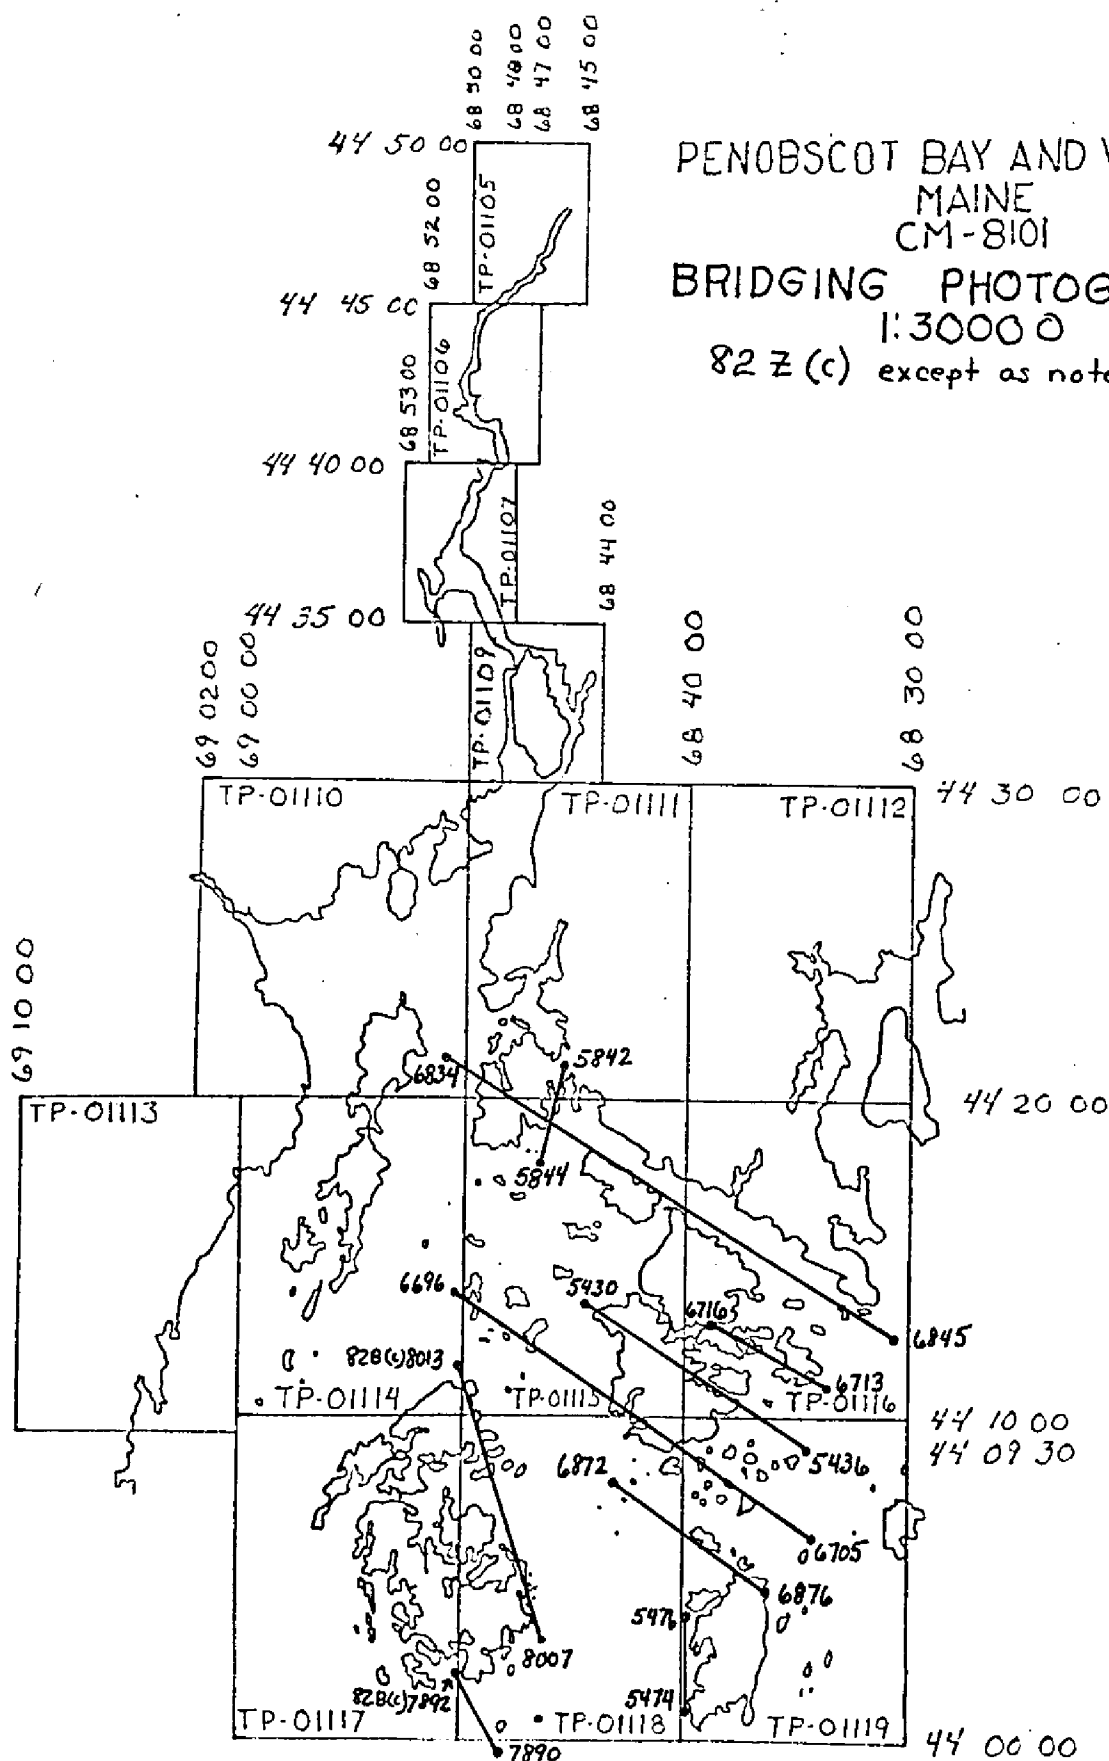 68 50 00
68 48 00
68 47 00
68 45 00
44 50 00
PENOBSCOT BAY AND
MAINE
CM-8101
TP-01105
68 52 00
44 45 00
BRIDGING PHOTOG
1:30000
82 Z (C) except as note
TP-01106
68 53 00
44 40 00
TP-01107
68 44 00
44 35 00
TP-01109
69 02 00
69 00 00
68 40 00
68 30 00
TP-01110
TP-01111
TP-01112
44 30 00
69 10 00
6834
5842
TP-01113
44 20 00
5844
6696
5430
6716
6845
82B(c)8013
6713
TP-01114
TP-01115
TP-01116
44 10 00
44 09 30
6872
5436
6705
6876
5476
8007
82B(c)7892
5474
TP-01117
TP-01118
TP-01119
44 00 00
7890